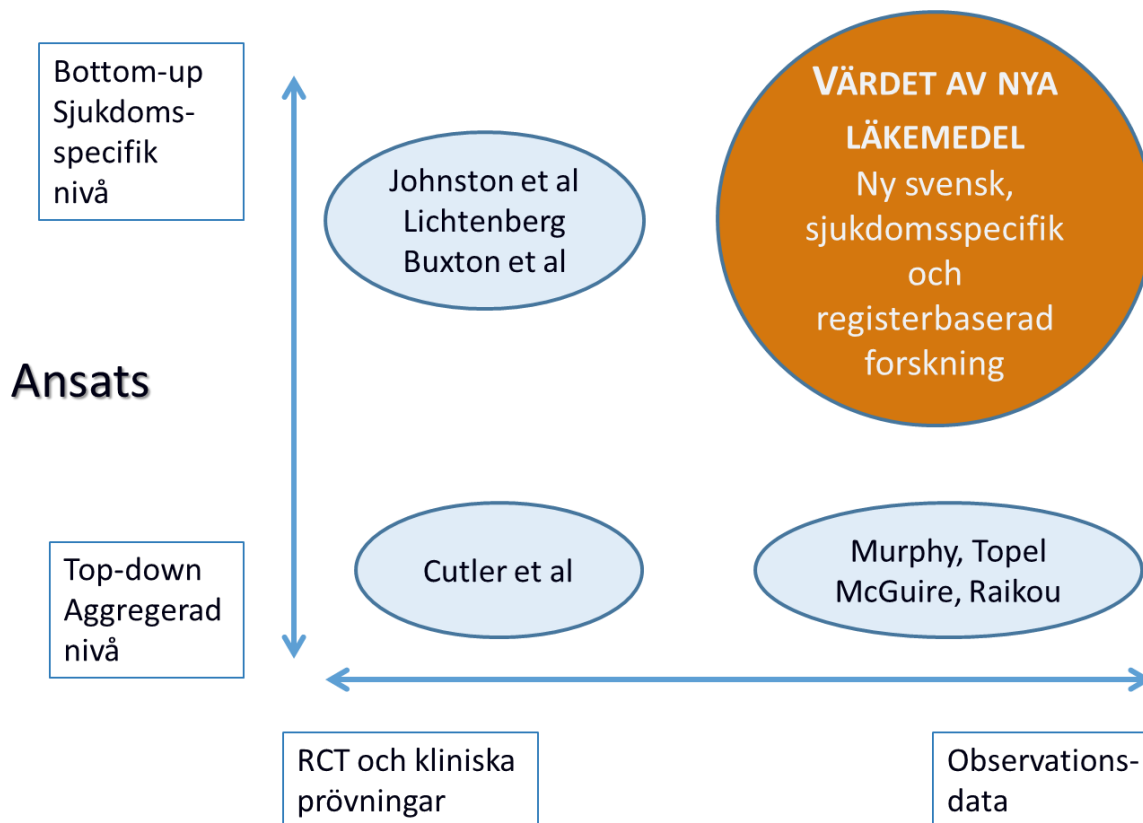 Bottom-up
Sjukdoms-
specifik
nivå
Johnston et al
Lichtenberg
Buxton et al
VÄRDET AV NYA
LÄKEMEDEL
Ny svensk,
sjukdomsspecifik
och
registerbaserad
forskning
Ansats
Top-down
Aggregerad
nivå
Cutler et al
Murphy, Topel
McGuire, Raikou
RCT och kliniska
prövningar
Observations-
data